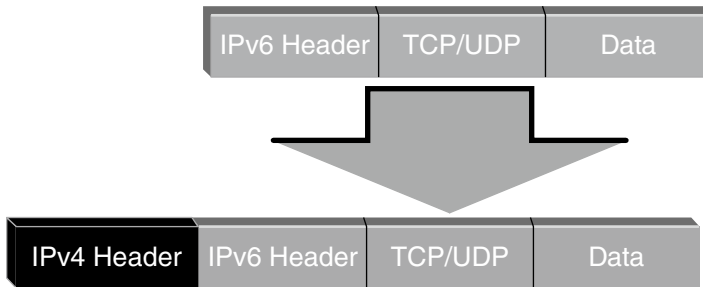 IPv6 Header TCP/UDP Data
IPv4 Header IPv6 Header TCP/UDP Data